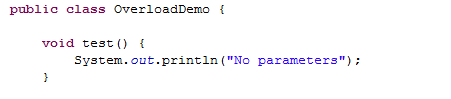 public class OverloadDemo {
    void test() {
        System.out.println("No parameters");
    }